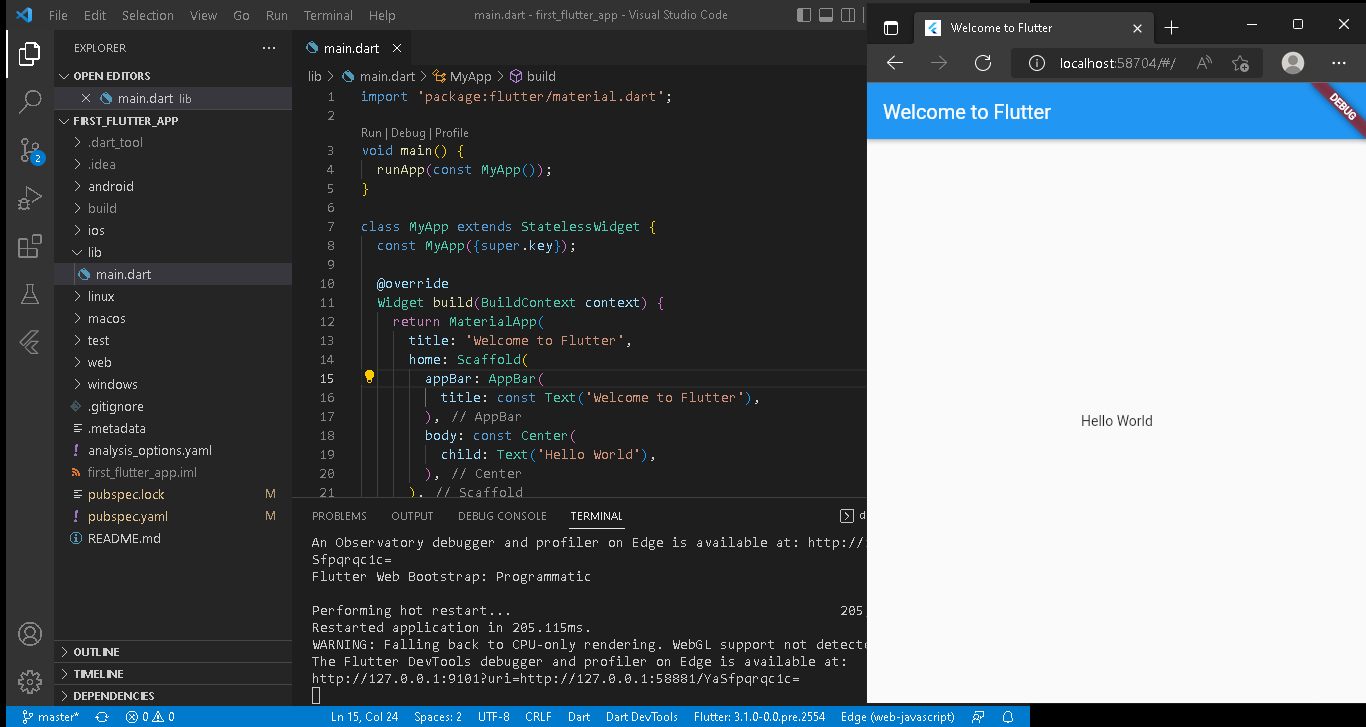 File Edit Selection View Go Run Terminal Help
main.dart - first_flutter_app - Visual Studio Code
EXPLORER
OPEN EDITORS
main.dart lib
FIRST_FLUTTER_APP
.dart_tool
.idea
android
build
ios
lib
main.dart
linux
macos
test
web
windows
.gitignore
.metadata
analysis_options.yaml
first_flutter_app.iml
pubspec.lock M
pubspec.yaml M
README.md
OUTLINE
TIMELINE
DEPENDENCIES
2
main.dart
lib > main.dart > MyApp > build
1 import 'package:flutter/material.dart';
2
Run | Debug | Profile
3 void main() {
4 runApp(const MyApp());
5 }
6
7 class MyApp extends StatelessWidget {
8 const MyApp({super.key});
9
10 @override
11 Widget build(BuildContext context) {
12 return MaterialApp(
13 title: 'Welcome to Flutter',
14 home: Scaffold(
15 appBar: AppBar(
16 title: const Text('Welcome to Flutter'),
17 ), // AppBar
18 body: const Center(
19 child: Text('Hello World'),
20 ), // Center
21 ), // Scaffold
PROBLEMS OUTPUT DEBUG CONSOLE TERMINAL
An Observatory debugger and profiler on Edge is available at: http://
Sfpqrqc1c=
Flutter Web Bootstrap: Programmatic
Performing hot restart... 205
Restarted application in 205.115ms.
WARNING: Falling back to CPU-only rendering. WebGL support not detecte
The Flutter DevTools debugger and profiler on Edge is available at:
http://127.0.0.1:9101?uri=http://127.0.0.1:58881/YaSfpqrqc1c=
master* 0 0 Ln 15, Col 24 Spaces: 2 UTF-8 CRLF Dart Dart DevTools Flutter: 3.1.0-0.0.pre.2554 Edge (web-javascript)
Welcome to Flutter
localhost:58704/#/
Welcome to Flutter
DEBUG
Hello World